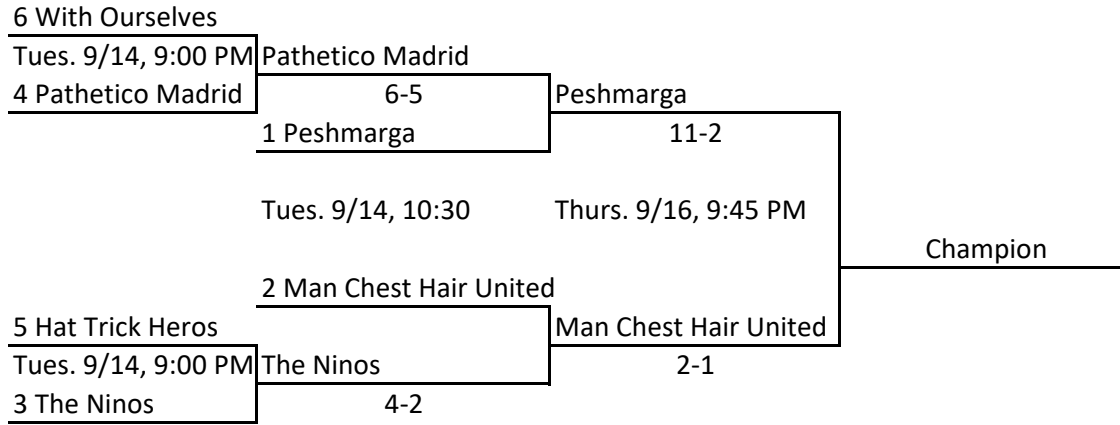 6 With Ourselves
Tues. 9/14, 9:00 PM Pathetico Madrid
4 Pathetico Madrid 6-5 Peshmarga
1 Peshmarga 11-2
Tues. 9/14, 10:30 Thurs. 9/16, 9:45 PM
Champion
2 Man Chest Hair United
5 Hat Trick Heros Man Chest Hair United
Tues. 9/14, 9:00 PM The Ninos 2-1
3 The Ninos 4-2